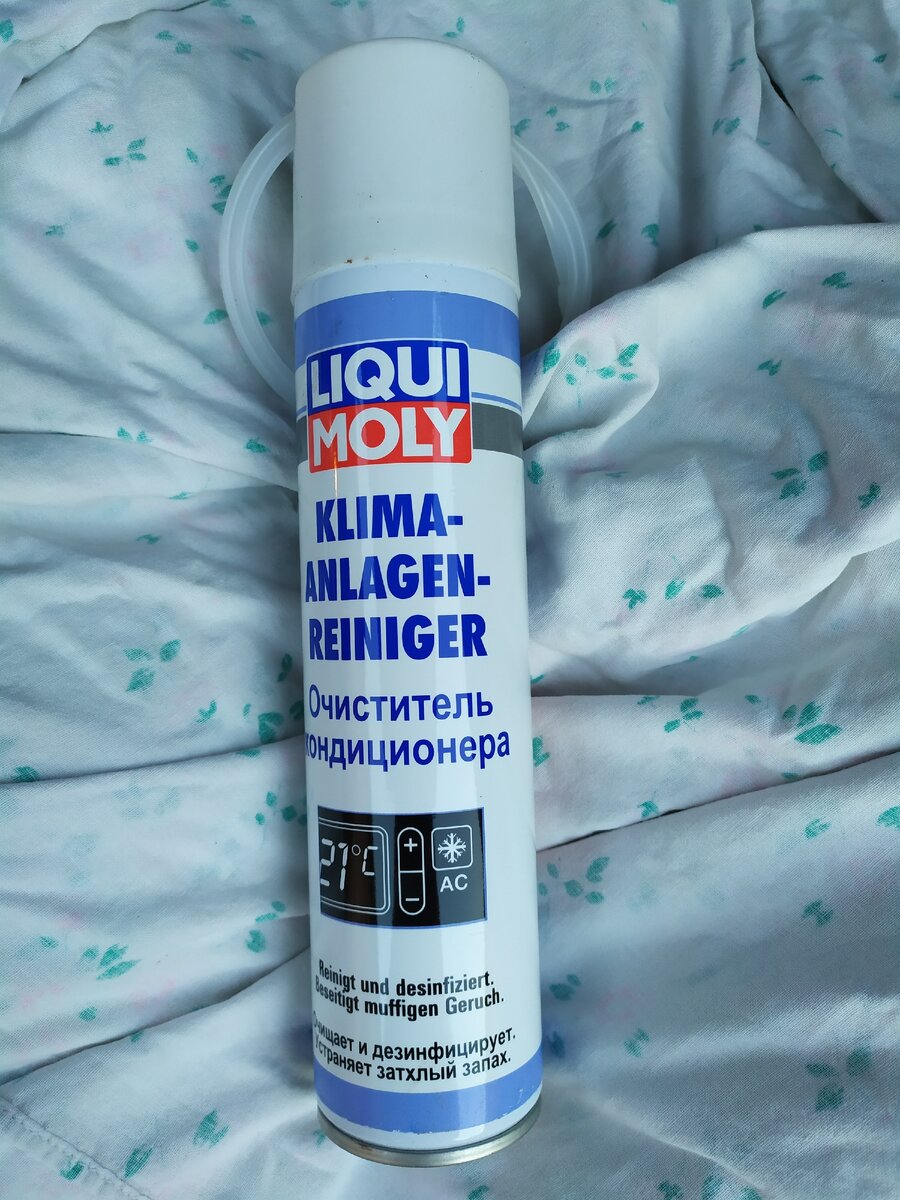 LIQUI
MOLY
KLIMA-
ANLAGEN-
REINIGER
Очиститель
кондиционера
21°C
+
AC
−
Reinigt und desinfiziert.
Beseitigt muffigen Geruch.
Очищает и дезинфицирует.
Устраняет затхлый запах.